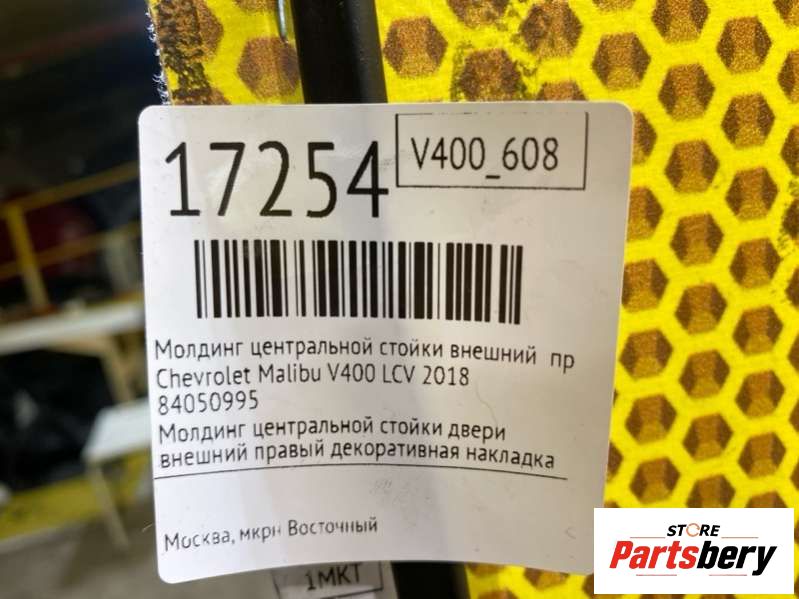 17254
V400_608
Молдинг центральной стойки внешний пр
Chevrolet Malibu V400 LCV 2018
84050995
Молдинг центральной стойки двери
внешний правый декоративная накладка
Москва, мкрн Восточный
1МКТ
STORE
Partsbery